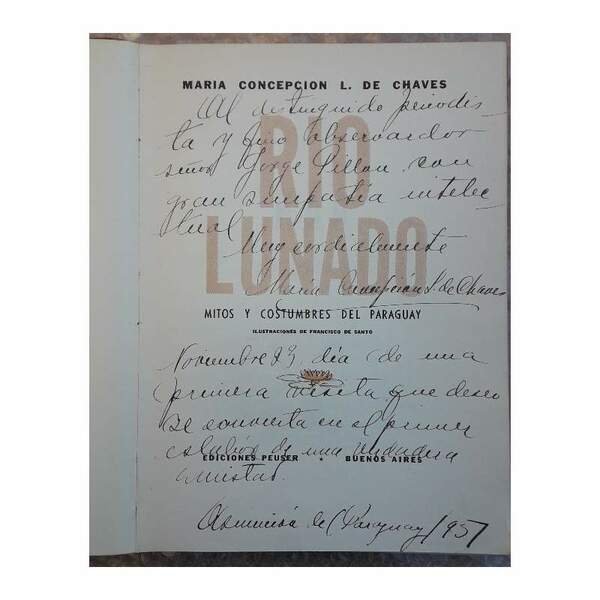 MARIA CONCEPCION L. DE CHAVES
Al distinguido periodis-
ta y fino observador
señor Jorge con
gran simpatía intelec-
tual
RIO
LUNADO
Muy cordialmente
María Concepción L. de Chaves
MITOS Y COSTUMBRES DEL PARAGUAY
ILUSTRACIONES DE FRANCISCO DE SANTO
Noviembre 23 día de una
primera visita que deseo
se convierta en el primer
eslabón de una verdadera
amistad.
EDICIONES PEUSER • BUENOS AIRES
Asunción del Paraguay/1957